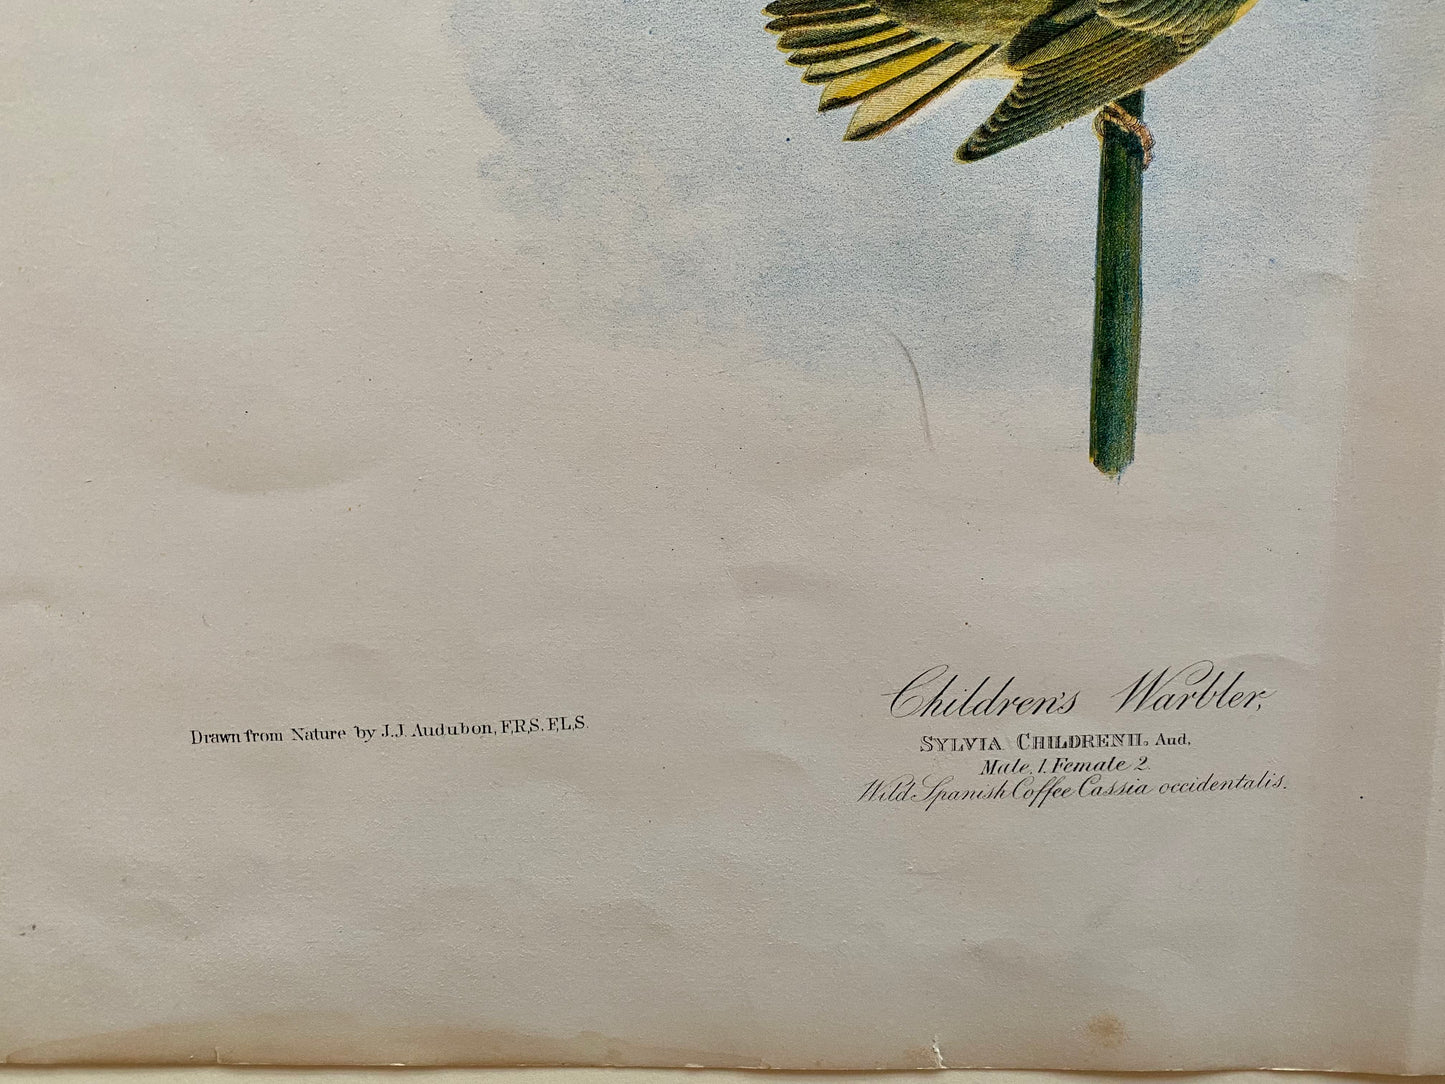 Drawn from Nature by J.J. Audubon, F,R,S. F,L,S.
Children's Warbler,
SYLVIA CHILDRENII, Aud,
Male, 1. Female 2.
Wild Spanish Coffee Cassia occidentalis.